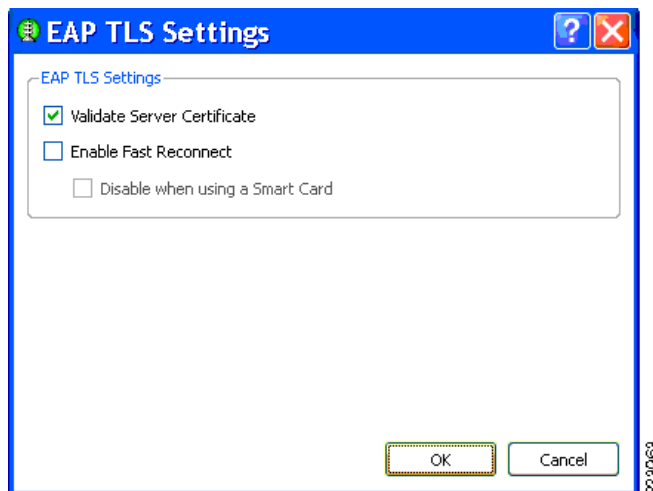 EAP TLS Settings
EAP TLS Settings
Validate Server Certificate
Enable Fast Reconnect
Disable when using a Smart Card
OK
Cancel